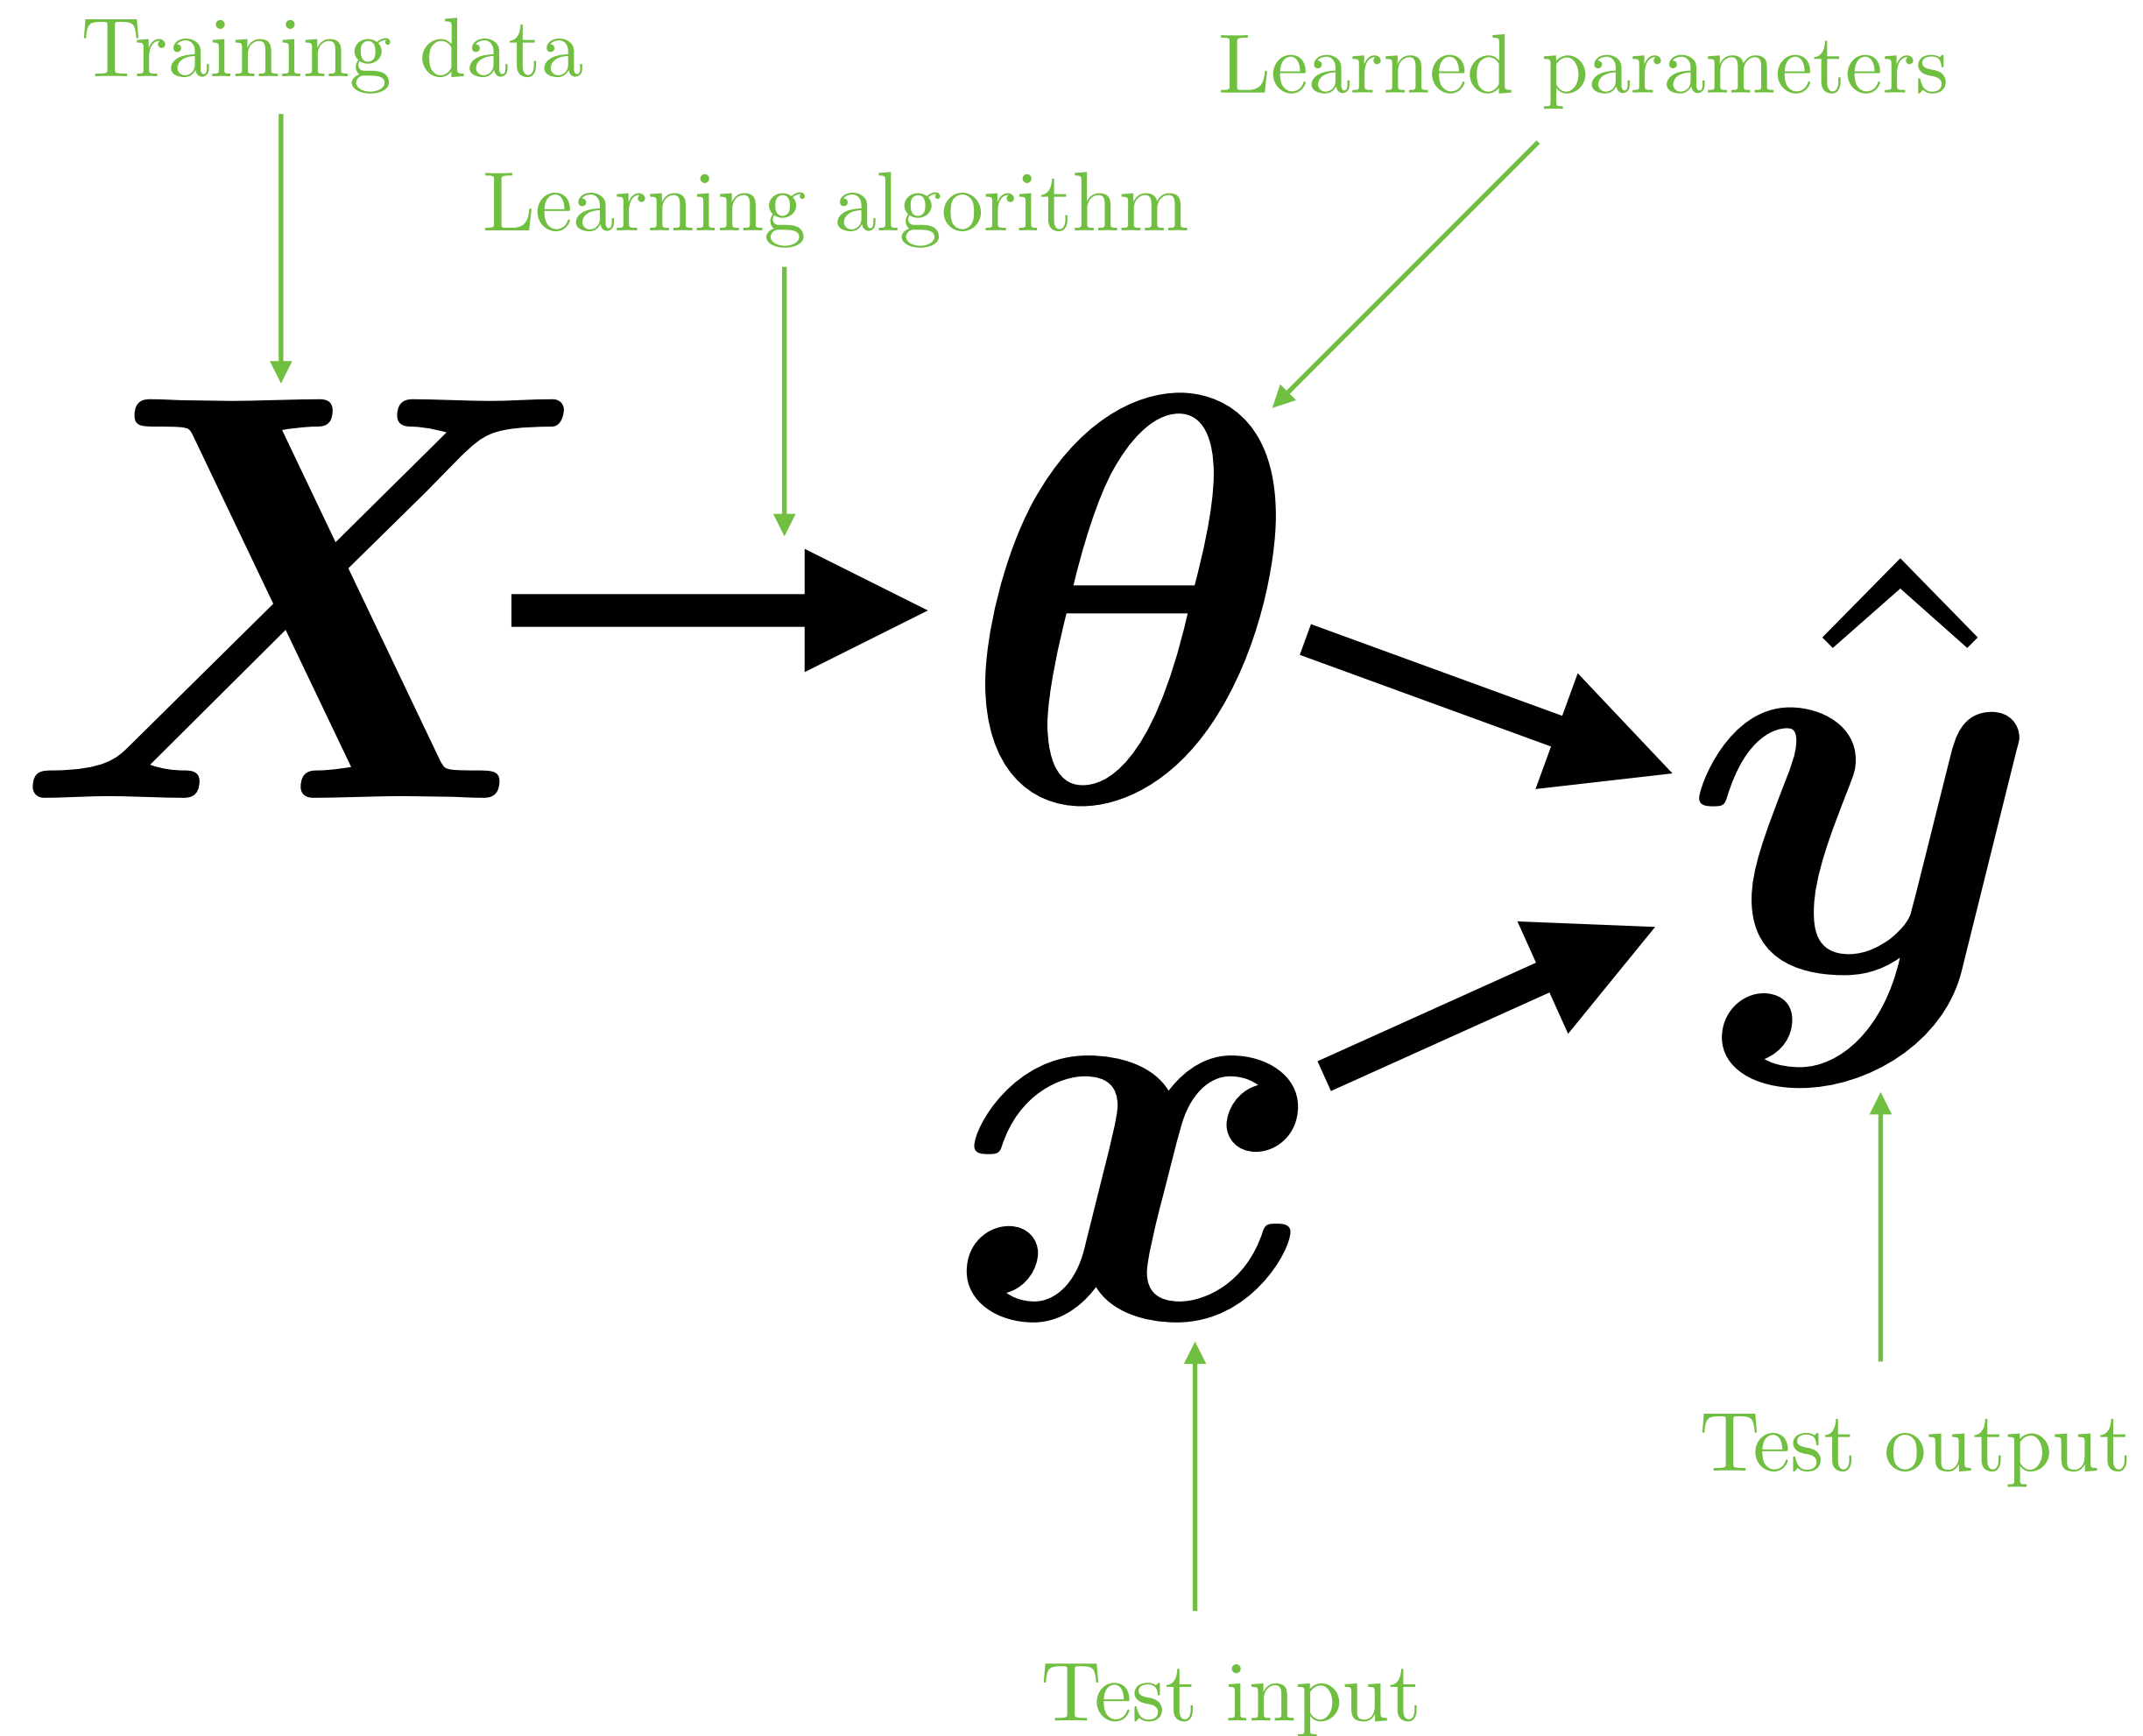 Training data
Learned parameters
Learning algorithm
X
θ
ŷ
x
Test output
Test input